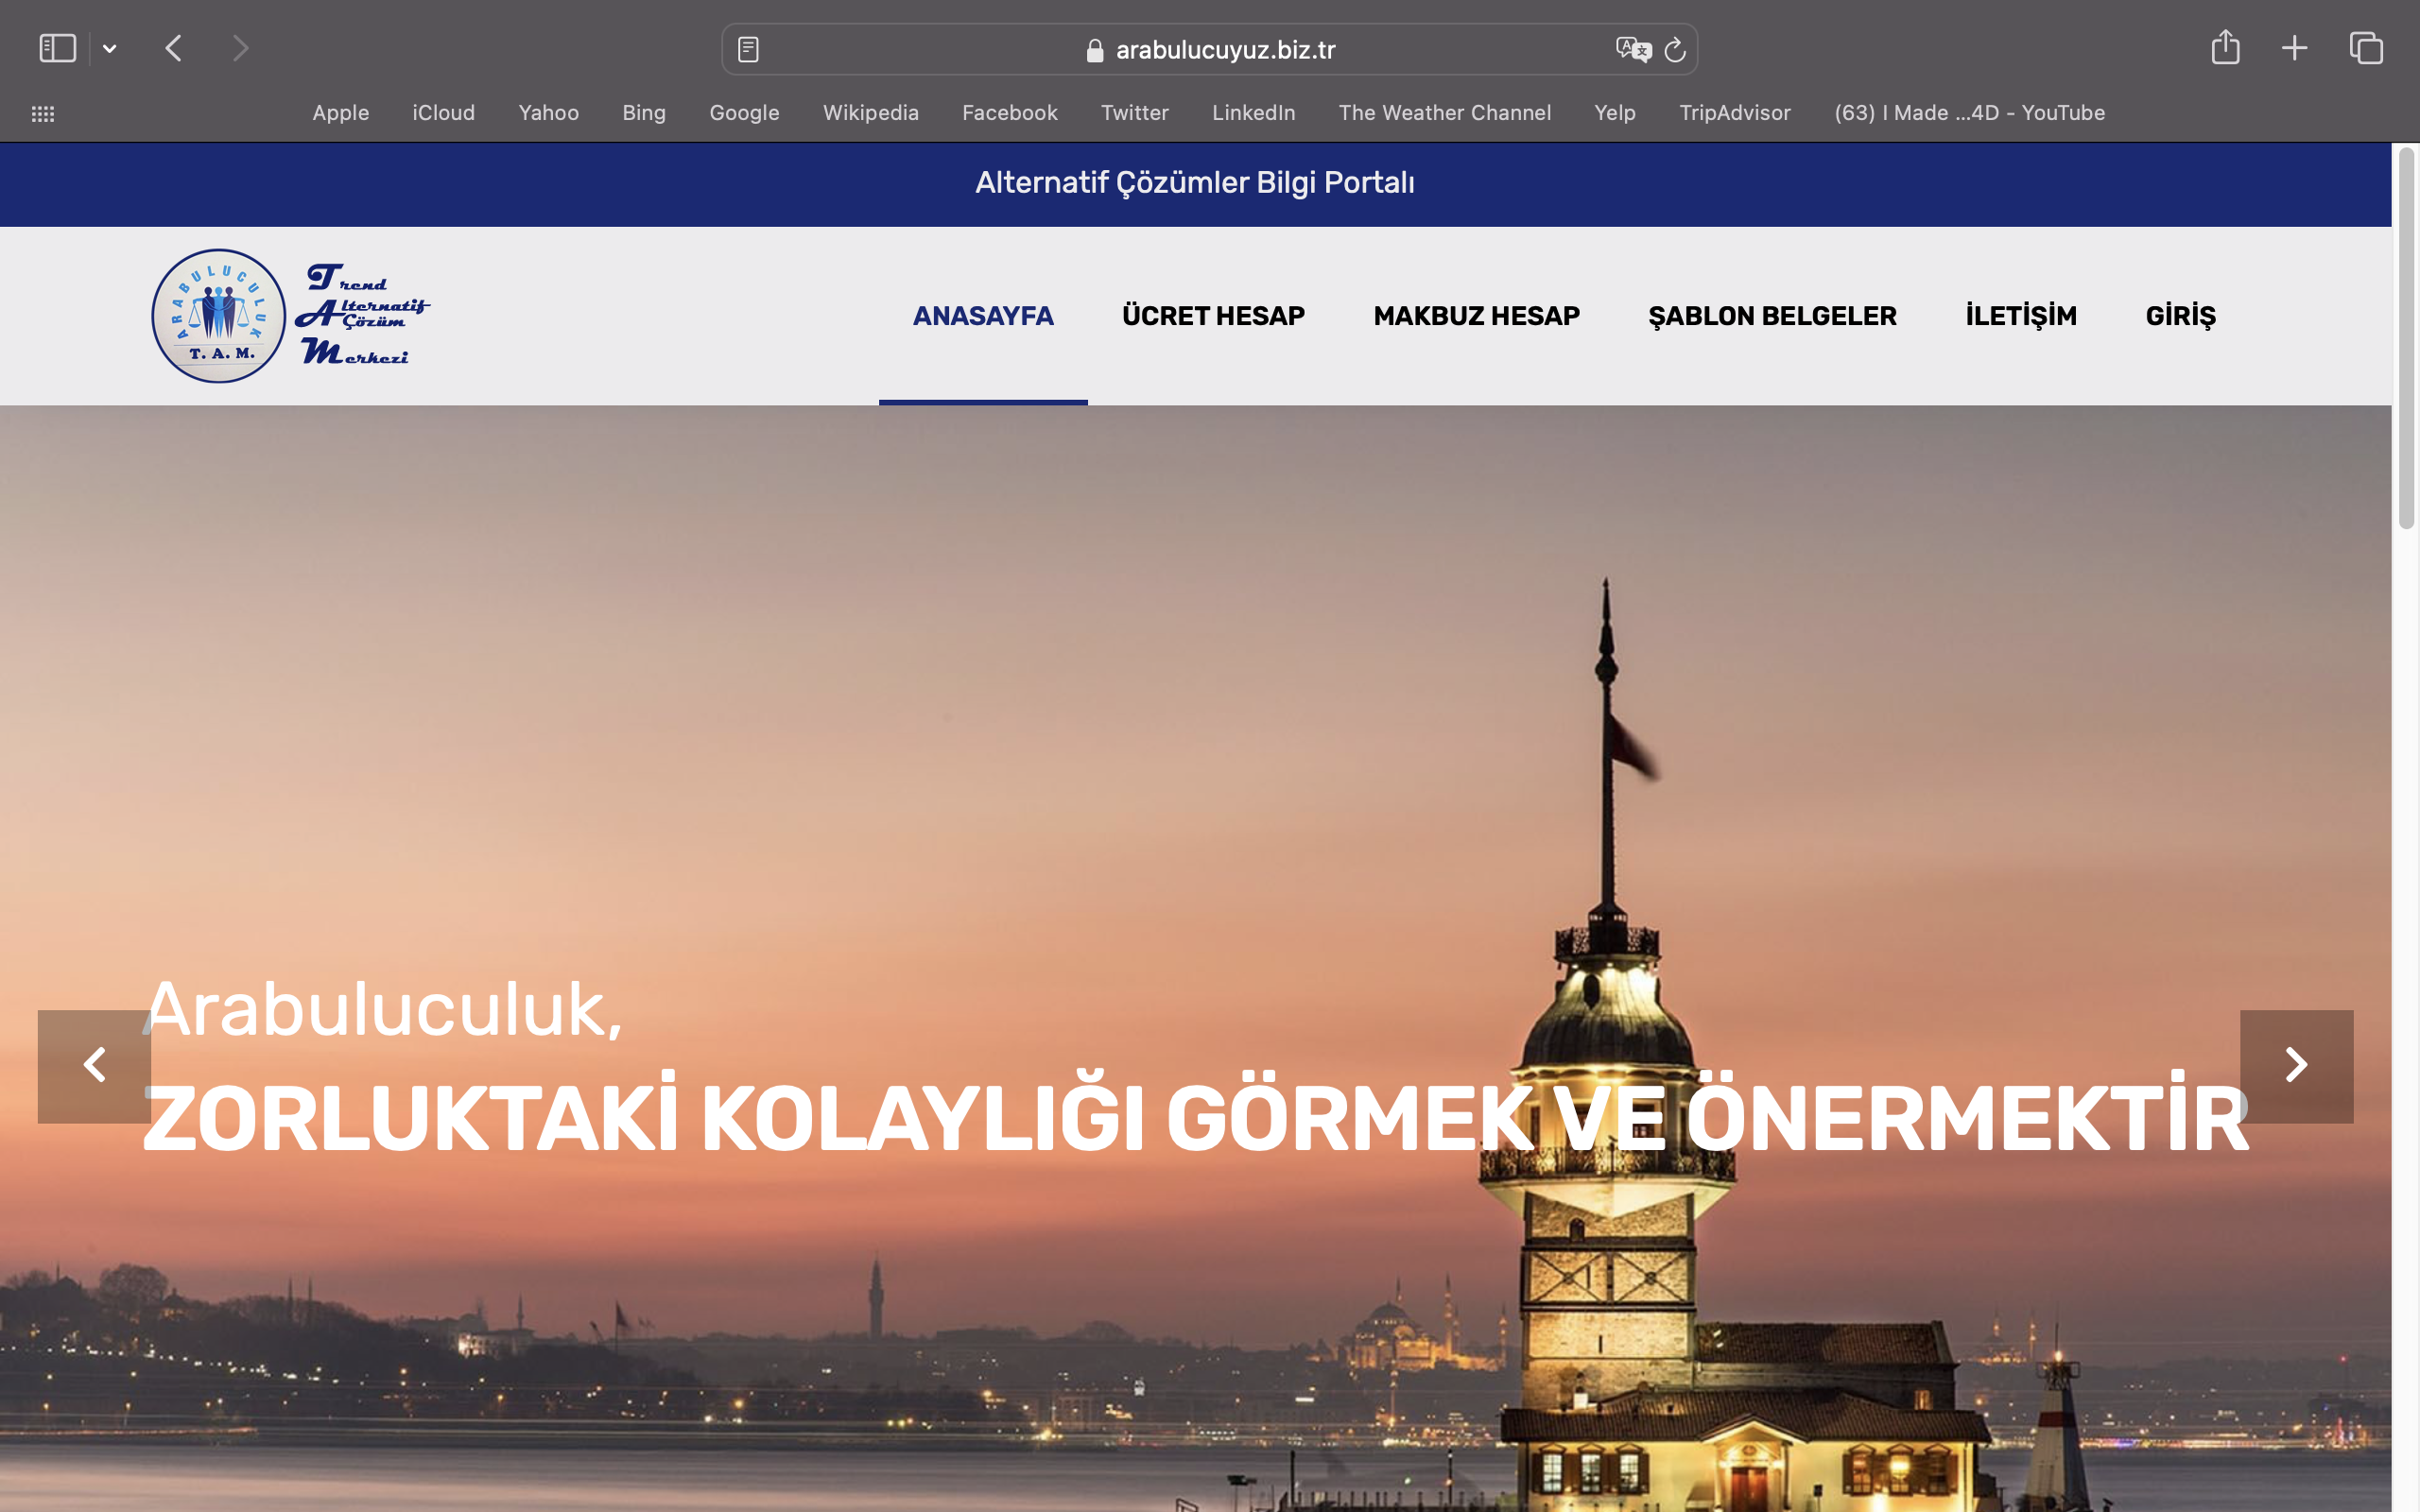 arabulucuyuz.biz.tr
Apple iCloud Yahoo Bing Google Wikipedia Facebook Twitter LinkedIn The Weather Channel Yelp TripAdvisor (63) I Made ...4D - YouTube
Alternatif Çözümler Bilgi Portalı
ARABULUCULUK
T. A. M.
Trend
Alternatif
Çözüm
Merkezi
ANASAYFA ÜCRET HESAP MAKBUZ HESAP ŞABLON BELGELER İLETİŞİM GİRİŞ
Arabuluculuk,
ZORLUKTAKİ KOLAYLIĞI GÖRMEK VE ÖNERMEKTİR